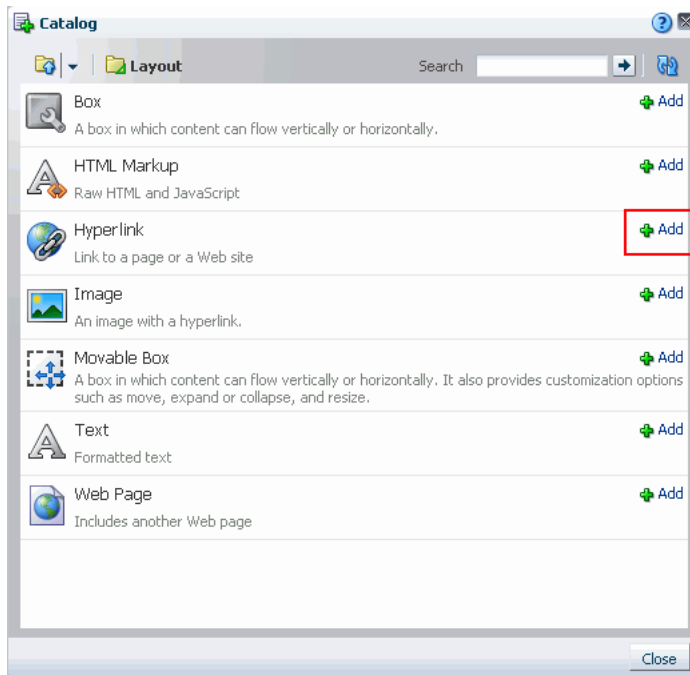 Catalog
Layout Search
Box Add
A box in which content can flow vertically or horizontally.
HTML Markup Add
Raw HTML and JavaScript
Hyperlink Add
Link to a page or a Web site
Image Add
An image with a hyperlink.
Movable Box Add
A box in which content can flow vertically or horizontally. It also provides customization options
such as move, expand or collapse, and resize.
Text Add
Formatted text
Web Page Add
Includes another Web page
Close